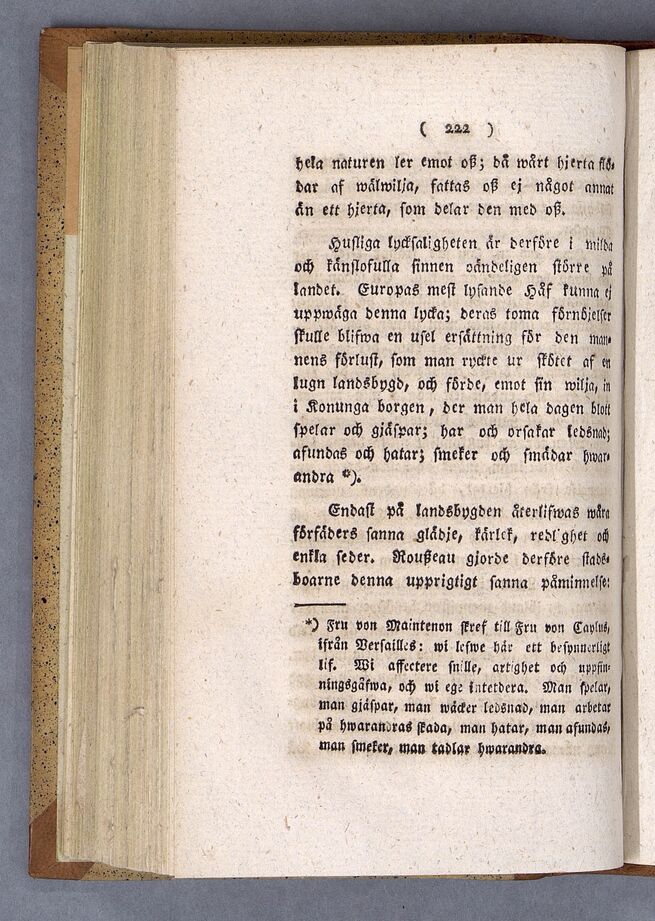 ( 222 )
hela naturen ler emot oß; då wårt hjerta flö-
dar af wälwilja, fattas oß ej något annat
än ett hjerta, som delar den med oß.
Husliga lycksaligheten är derföre i milda
och känslofulla sinnen oändeligen större på
landet. Europas mest lysande Håf kunna ej
uppwäga denna lycka; deras toma förnöjelser
skulle blifwa en usel ersättning för den man-
nens förlust, som man ryckte ur skötet af en
lugn landsbygd, och förde, emot sin wilja, in
i Konunga borgen, der man hela dagen blott
spelar och gjäspar; har och orsakar ledsnad;
afundas och hatar; smeker och smädar hwar-
andra *).
Endast på landsbygden återlifwas wåra
förfäders sanna glädje, kärlek, redlighet och
enkla seder. Roußeau gjorde derföre stads-
boarne denna upprigtigt sanna påminnelse:
*) Fru von Maintenon skref till Fru von Caylus,
ifrån Versailles: wi lefwe här ett besynnerligt
lif. Wi affectere snille, artighet och uppfin-
ningsgåfwa, och wi ege intetdera. Man spelar,
man gjäspar, man wäcker ledsnad, man arbetar
på hwarandras skada, man hatar, man afundas,
man smeker, man tadlar hwarandra.